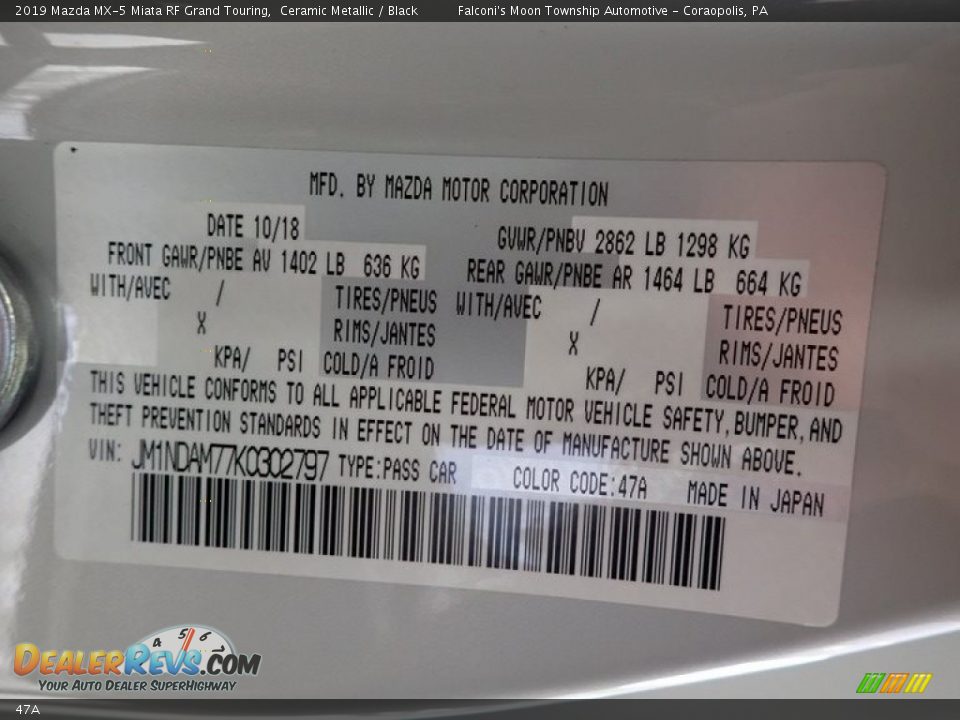 2019 Mazda MX-5 Miata RF Grand Touring, Ceramic Metallic / Black Falconi's Moon Township Automotive - Coraopolis, PA
MFD. BY MAZDA MOTOR CORPORATION
DATE 10/18 GVWR/PNBV 2862 LB 1298 KG
FRONT GAWR/PNBE AV 1402 LB 636 KG REAR GAWR/PNBE AR 1464 LB 664 KG
WITH/AVEC / TIRES/PNEUS WITH/AVEC / TIRES/PNEUS
X RIMS/JANTES X RIMS/JANTES
KPA/ PSI COLD/A FROID KPA/ PSI COLD/A FROID
THIS VEHICLE CONFORMS TO ALL APPLICABLE FEDERAL MOTOR VEHICLE SAFETY, BUMPER, AND
THEFT PREVENTION STANDARDS IN EFFECT ON THE DATE OF MANUFACTURE SHOWN ABOVE.
VIN: JM1NDAM77K0302797 TYPE:PASS CAR COLOR CODE:47A MADE IN JAPAN
4 5 6 7
DEALERREVS.COM
YOUR AUTO DEALER SUPERHIGHWAY
47A